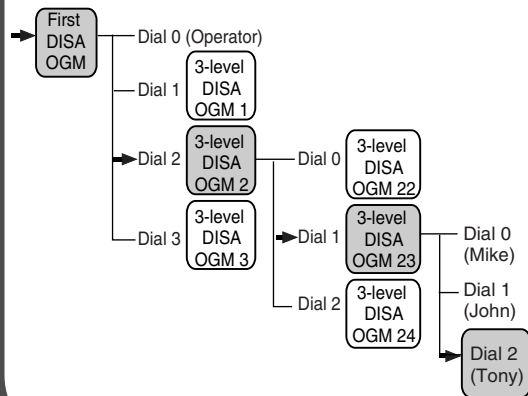 First
DISA
OGM
Dial 0 (Operator)
Dial 1
3-level
DISA
OGM 1
Dial 2
3-level
DISA
OGM 2
Dial 3
3-level
DISA
OGM 3
Dial 0
3-level
DISA
OGM 22
Dial 1
3-level
DISA
OGM 23
Dial 2
3-level
DISA
OGM 24
Dial 0
(Mike)
Dial 1
(John)
Dial 2
(Tony)